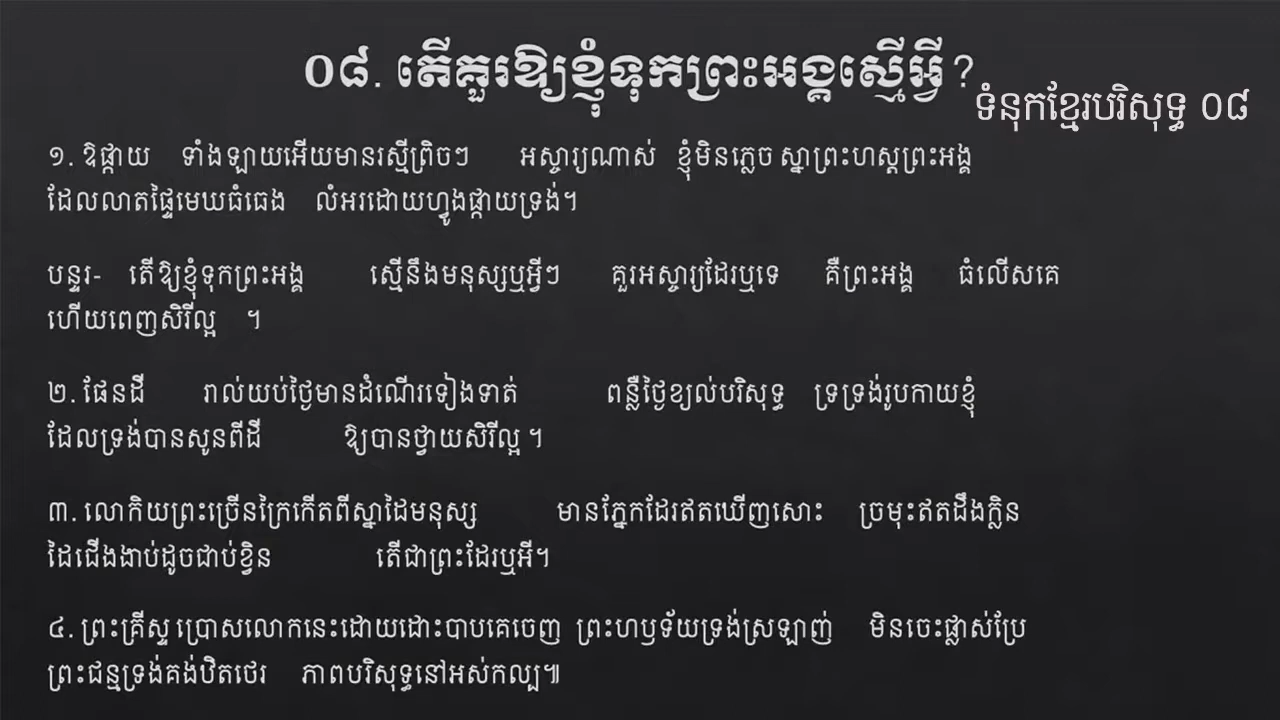 ០៨. តើគួរឱ្យខ្ញុំទុកព្រះអង្គស្មើអ្វី ?
ទំនុកខ្មែរបរិសុទ្ធ ០៨
១. ឱផ្កាយ ទាំងឡាយអើយមានរស្មីព្រិចៗ អស្ចារ្យណាស់ ខ្ញុំមិនភ្លេច ស្នាព្រះហស្តព្រះអង្គ
ដែលលាតផ្ទៃមេឃធំធេង លំអរដោយហ្វូងផ្កាយទ្រង់។
បន្ទរ- តើឱ្យខ្ញុំទុកព្រះអង្គ ស្មើនឹងមនុស្សឬអ្វីៗ គួរអស្ចារ្យដែរឬទេ គឺព្រះអង្គ ធំលើសគេ
ហើយពេញសិរីល្អ ។
២. ផែនដី រាល់យប់ថ្ងៃមានដំណើរទៀងទាត់ ពន្លឺថ្ងៃខ្យល់បរិសុទ្ធ ទ្រទ្រង់រូបកាយខ្ញុំ
ដែលទ្រង់បានសូនពីដី ឱ្យបានថ្វាយសិរីល្អ ។
៣. លោកិយព្រះច្រើនក្រៃកើតពីស្នាដៃមនុស្ស មានភ្នែកដែរឥតឃើញសោះ ច្រមុះឥតដឹងក្លិន
ដៃជើងងាប់ដូចជាប់ខ្វិន តើជាព្រះដែរឬអី។
៤. ព្រះគ្រីស្ទ ប្រោសលោកនេះដោយដោះបាបគេចេញ ព្រះហឫទ័យទ្រង់ស្រឡាញ់ មិនចេះផ្លាស់ប្រែ
ព្រះជន្មទ្រង់គង់ឋិតថេរ ភាពបរិសុទ្ធនៅអស់កល្ប៕